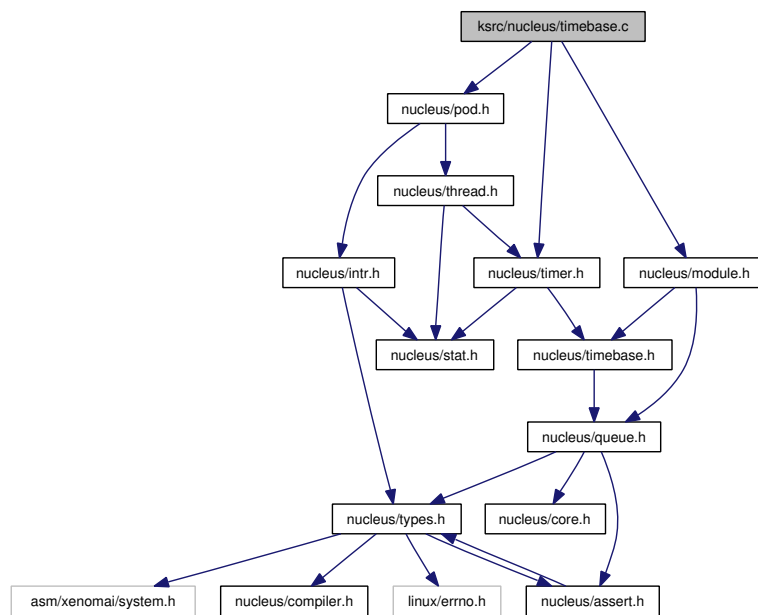 ksrc/nucleus/timebase.c
nucleus/pod.h
nucleus/thread.h
nucleus/intr.h
nucleus/timer.h
nucleus/module.h
nucleus/stat.h
nucleus/timebase.h
nucleus/queue.h
nucleus/types.h
nucleus/core.h
asm/xenomai/system.h
nucleus/compiler.h
linux/errno.h
nucleus/assert.h